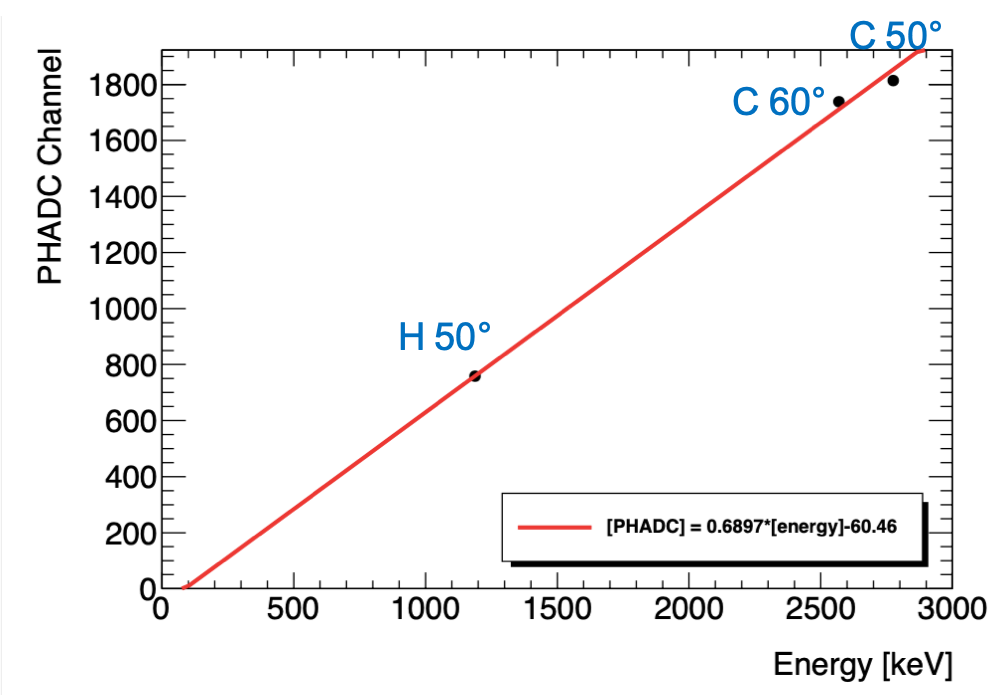 C 50°
PHADC Channel
1800
C 60°
1600
1400
1200
1000
H 50°
800
600
400
[PHADC] = 0.6897*[energy]-60.46
200
0
0 500 1000 1500 2000 2500 3000
Energy [keV]